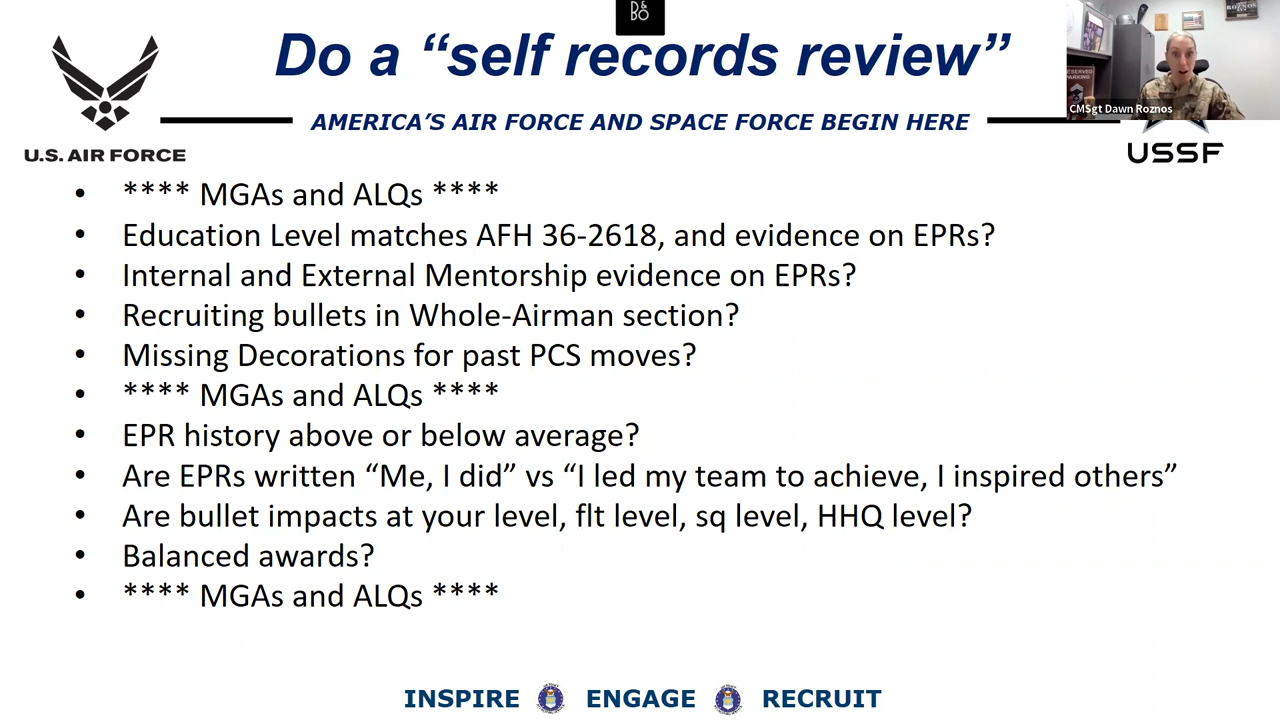 B&O
Do a “self records review”
ROZNOS
RESERVED
PARKING
CMSgt Dawn Roznos
AMERICA’S AIR FORCE AND SPACE FORCE BEGIN HERE
U.S. AIR FORCE
USSF
• **** MGAs and ALQs ****
• Education Level matches AFH 36-2618, and evidence on EPRs?
• Internal and External Mentorship evidence on EPRs?
• Recruiting bullets in Whole-Airman section?
• Missing Decorations for past PCS moves?
• **** MGAs and ALQs ****
• EPR history above or below average?
• Are EPRs written “Me, I did” vs “I led my team to achieve, I inspired others”
• Are bullet impacts at your level, flt level, sq level, HHQ level?
• Balanced awards?
• **** MGAs and ALQs ****
INSPIRE ENGAGE RECRUIT